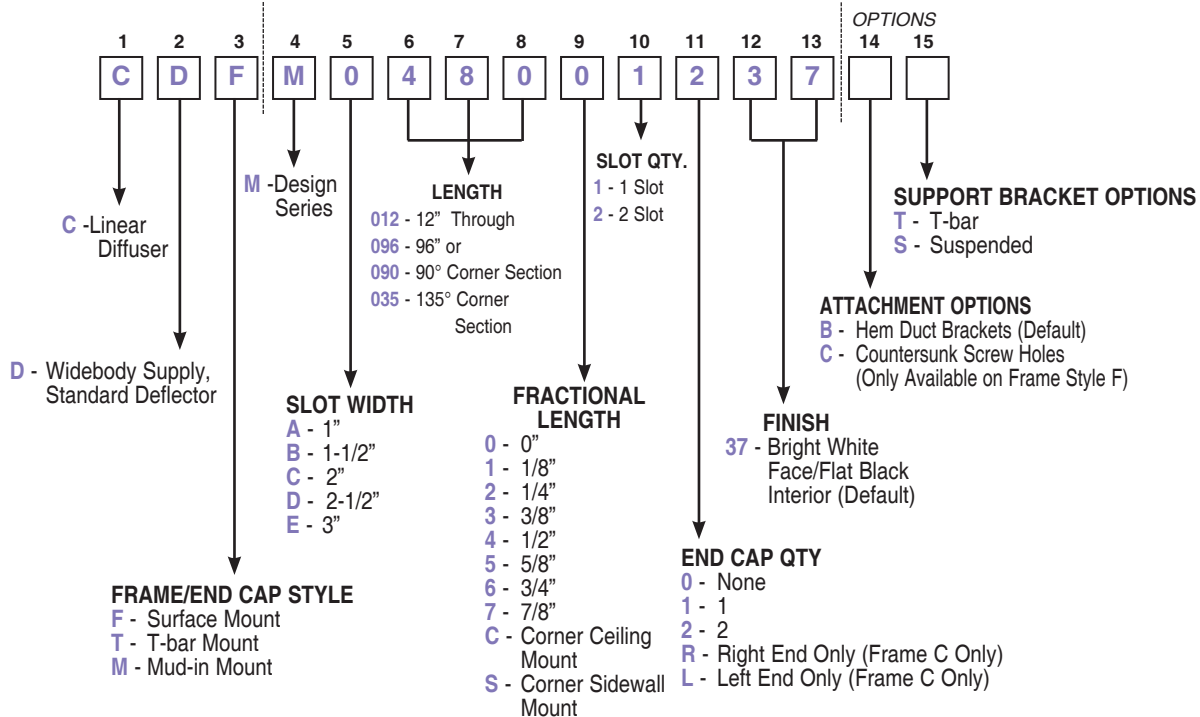 OPTIONS
1 2 3 4 5 6 7 8 9 10 11 12 13 14 15
C D F M 0 4 8 0 0 1 2 3 7
C -Linear
Diffuser
D - Widebody Supply,
Standard Deflector
FRAME/END CAP STYLE
F - Surface Mount
T - T-bar Mount
M - Mud-in Mount
M -Design
Series
SLOT WIDTH
A - 1”
B - 1-1/2”
C - 2”
D - 2-1/2”
E - 3”
LENGTH
012 - 12” Through
096 - 96” or
090 - 90° Corner Section
035 - 135° Corner
Section
FRACTIONAL
LENGTH
0 - 0”
1 - 1/8”
2 - 1/4”
3 - 3/8”
4 - 1/2”
5 - 5/8”
6 - 3/4”
7 - 7/8”
C - Corner Ceiling
Mount
S - Corner Sidewall
Mount
SLOT QTY.
1 - 1 Slot
2 - 2 Slot
END CAP QTY
0 - None
1 - 1
2 - 2
R - Right End Only (Frame C Only)
L - Left End Only (Frame C Only)
FINISH
37 - Bright White
Face/Flat Black
Interior (Default)
ATTACHMENT OPTIONS
B - Hem Duct Brackets (Default)
C - Countersunk Screw Holes
(Only Available on Frame Style F)
SUPPORT BRACKET OPTIONS
T - T-bar
S - Suspended